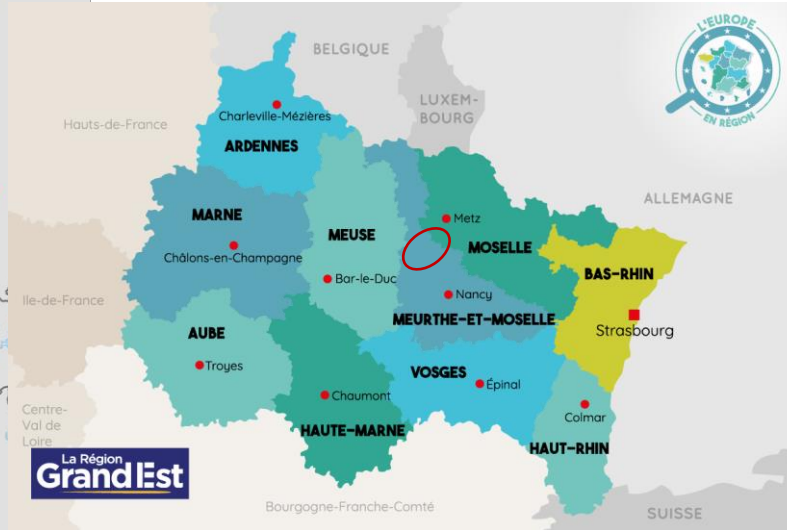 L'EUROPE
EN RÉGION
BELGIQUE
LUXEM-
BOURG
Hauts-de-France
Charleville-Mézières
ARDENNES
ALLEMAGNE
MARNE
Metz
MEUSE
MOSELLE
Châlons-en-Champagne
BAS-RHIN
Bar-le-Duc
Ile-de-France
Nancy
MEURTHE-ET-MOSELLE
AUBE
Strasbourg
Troyes
VOSGES
Épinal
Chaumont
Centre-
Val de
Loire
Colmar
HAUTE-MARNE
HAUT-RHIN
La Région
Grand Est
Bourgogne-Franche-Comté
SUISSE